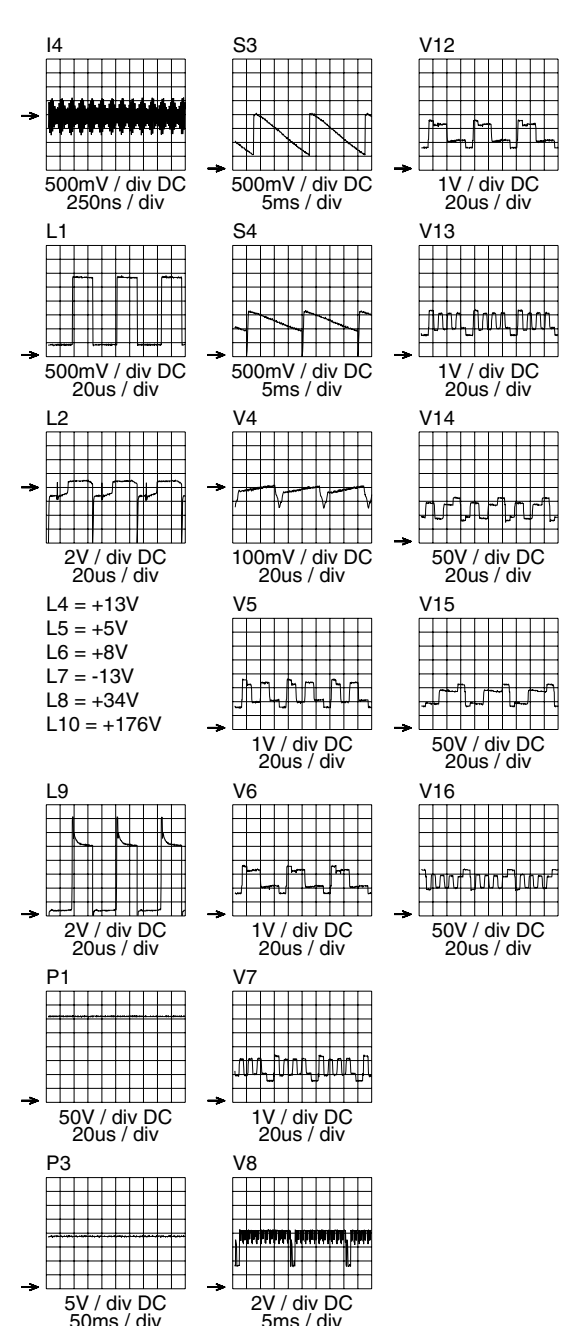 I4
500mV / div DC
250ns / div
L1
500mV / div DC
20us / div
L2
2V / div DC
20us / div
L4 = +13V
L5 = +5V
L6 = +8V
L7 = -13V
L8 = +34V
L10 = +176V
L9
2V / div DC
20us / div
P1
50V / div DC
20us / div
P3
5V / div DC
50ms / div
S3
500mV / div DC
5ms / div
S4
500mV / div DC
5ms / div
V4
100mV / div DC
20us / div
V5
1V / div DC
20us / div
V6
1V / div DC
20us / div
V7
1V / div DC
20us / div
V8
2V / div DC
5ms / div
V12
1V / div DC
20us / div
V13
1V / div DC
20us / div
V14
50V / div DC
20us / div
V15
50V / div DC
20us / div
V16
50V / div DC
20us / div